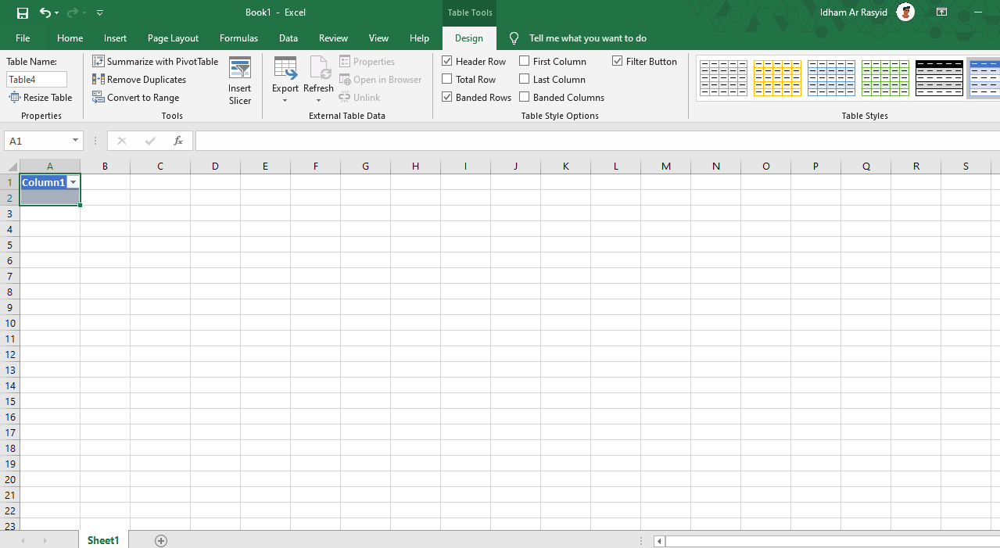 Book1 - Excel
Table Tools
Idham Ar Rasyid
File Home Insert Page Layout Formulas Data Review View Help Design Tell me what you want to do
Table Name:
Table4
Resize Table
Properties
Summarize with PivotTable
Remove Duplicates
Convert to Range
Insert
Slicer
Tools
Export
Refresh
Properties
Open in Browser
Unlink
External Table Data
Header Row
Total Row
Banded Rows
First Column
Last Column
Banded Columns
Filter Button
Table Style Options
Table Styles
A1
fx
A B C D E F G H I J K L M N O P Q R S
1 Column1
2
3
4
5
6
7
8
9
10
11
12
13
14
15
16
17
18
19
20
21
22
23
Sheet1